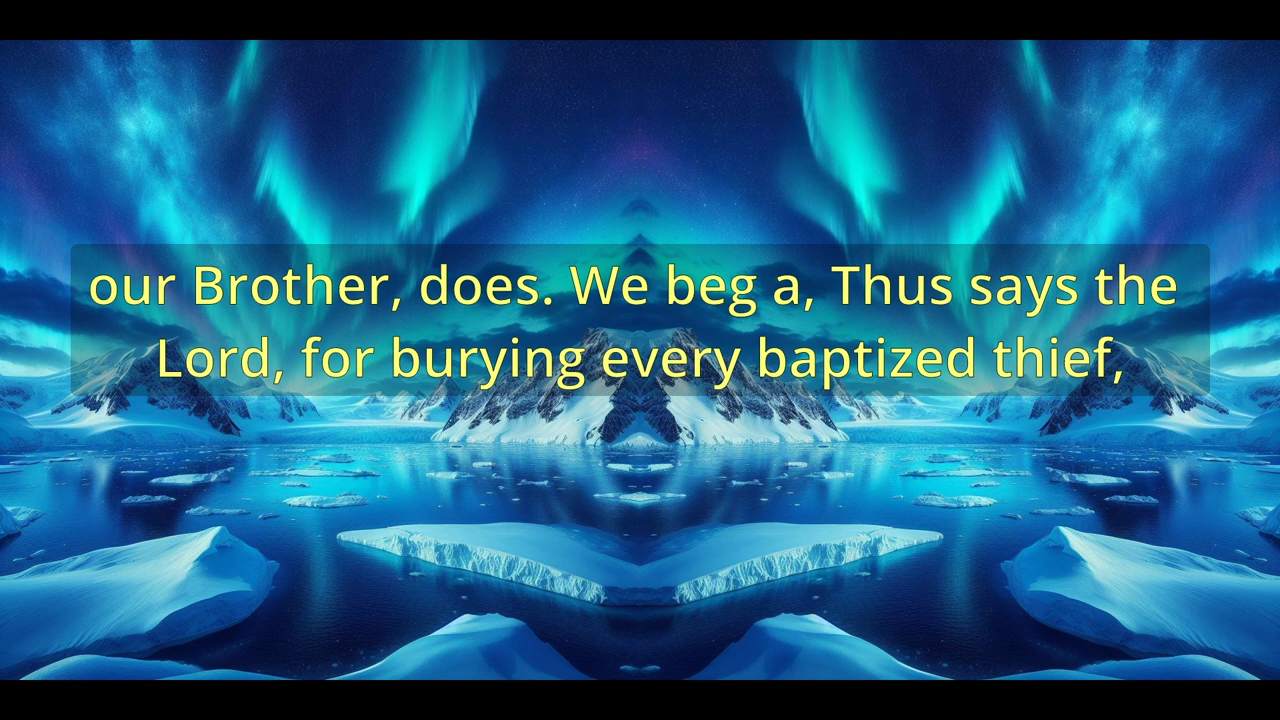 our Brother, does. We beg a, Thus says the
Lord, for burying every baptized thief,